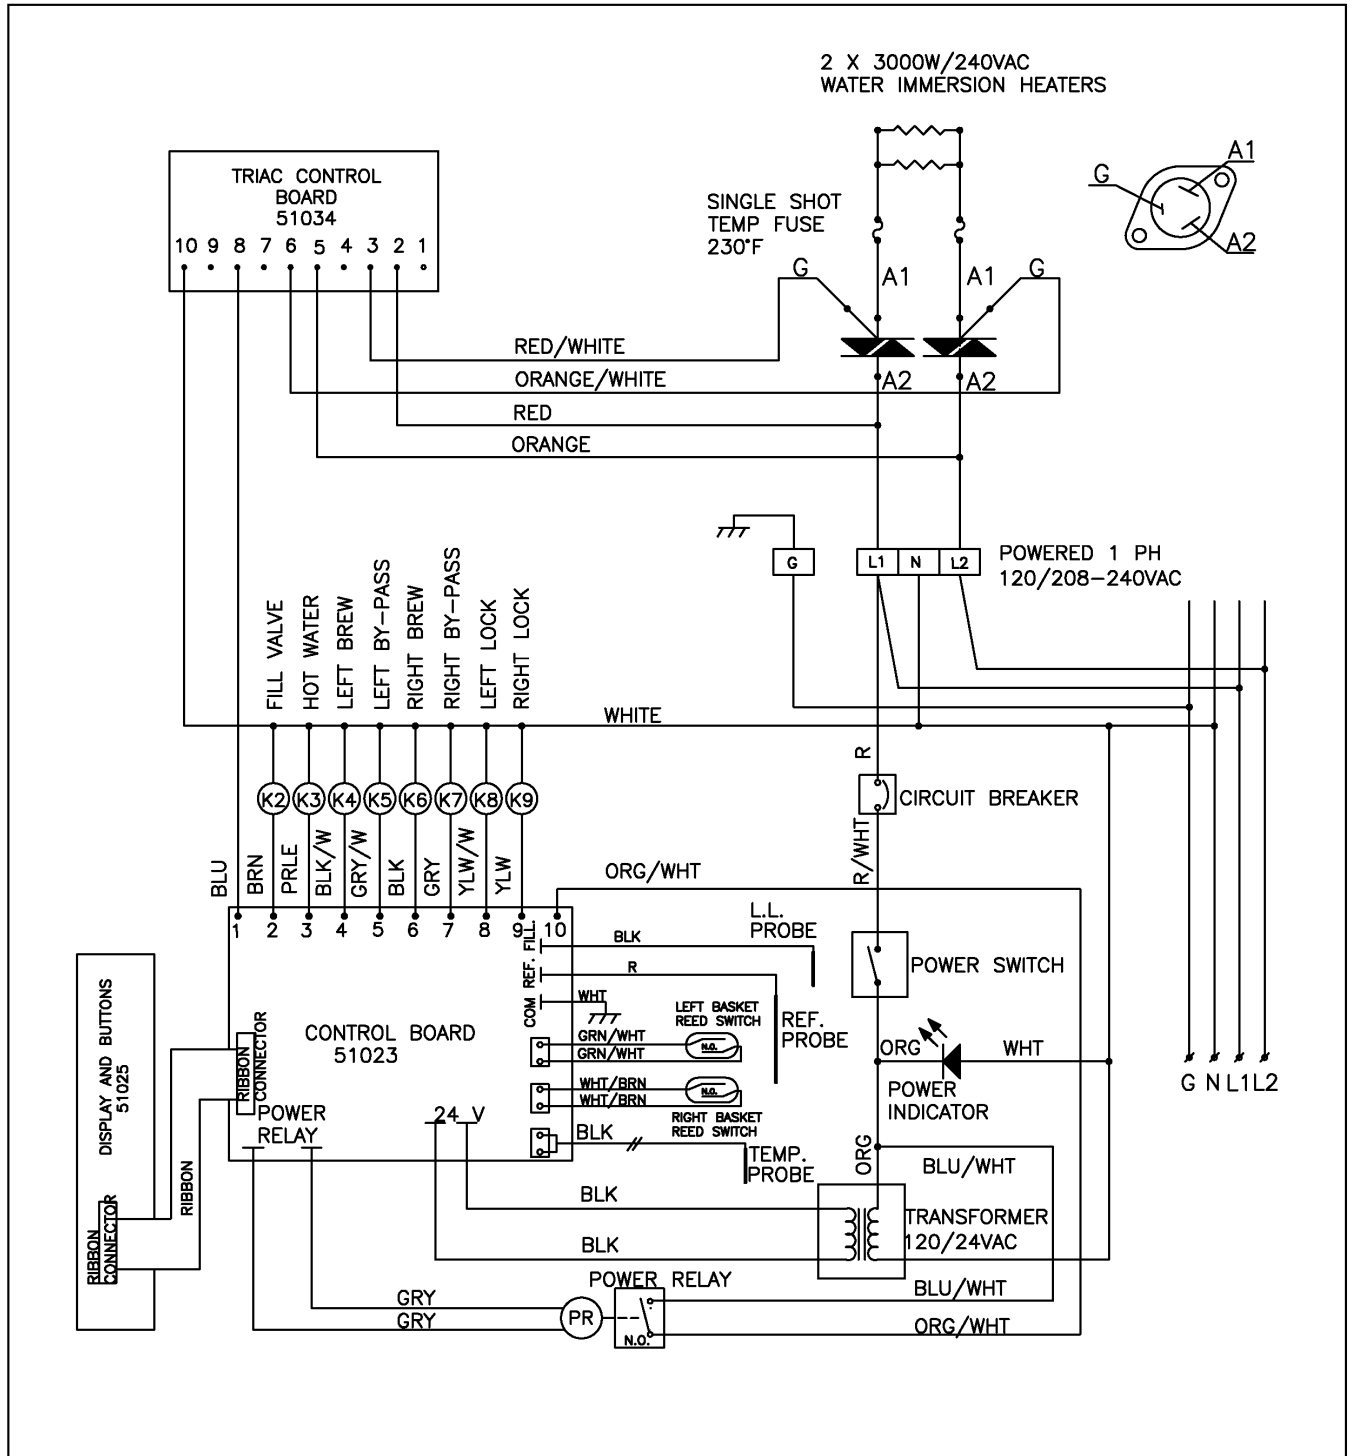 2 X 3000W/240VAC
WATER IMMERSION HEATERS
TRIAC CONTROL
BOARD
51034
10 9 8 7 6 5 4 3 2 1
SINGLE SHOT
TEMP FUSE
230°F
G
A1
A1
G
G
A1
A2
RED/WHITE
ORANGE/WHITE
A2
A2
RED
ORANGE
G
L1
N
L2
POWERED 1 PH
120/208-240VAC
FILL VALVE
HOT WATER
LEFT BREW
LEFT BY-PASS
RIGHT BREW
RIGHT BY-PASS
LEFT LOCK
RIGHT LOCK
WHITE
R
K2
K3
K4
K5
K6
K7
K8
K9
CIRCUIT BREAKER
R/WHT
BLU
BRN
PRLE
BLK/W
GRY/W
BLK
GRY
YLW/W
YLW
ORG/WHT
1 2 3 4 5 6 7 8 9 10
FILL.
BLK
L.L.
PROBE
REF.
R
COM
WHT
POWER SWITCH
CONTROL BOARD
51023
GRN/WHT
GRN/WHT
LEFT BASKET
REED SWITCH
N.O.
REF.
PROBE
WHT/BRN
WHT/BRN
N.O.
RIGHT BASKET
REED SWITCH
BLK
TEMP.
PROBE
ORG
WHT
POWER
INDICATOR
G N L1 L2
DISPLAY AND BUTTONS
51025
RIBBON
CONNECTOR
POWER
RELAY
24 V
RIBBON
RIBBON
CONNECTOR
ORG
BLU/WHT
BLK
BLK
TRANSFORMER
120/24VAC
POWER RELAY
BLU/WHT
GRY
GRY
PR
N.O.
ORG/WHT